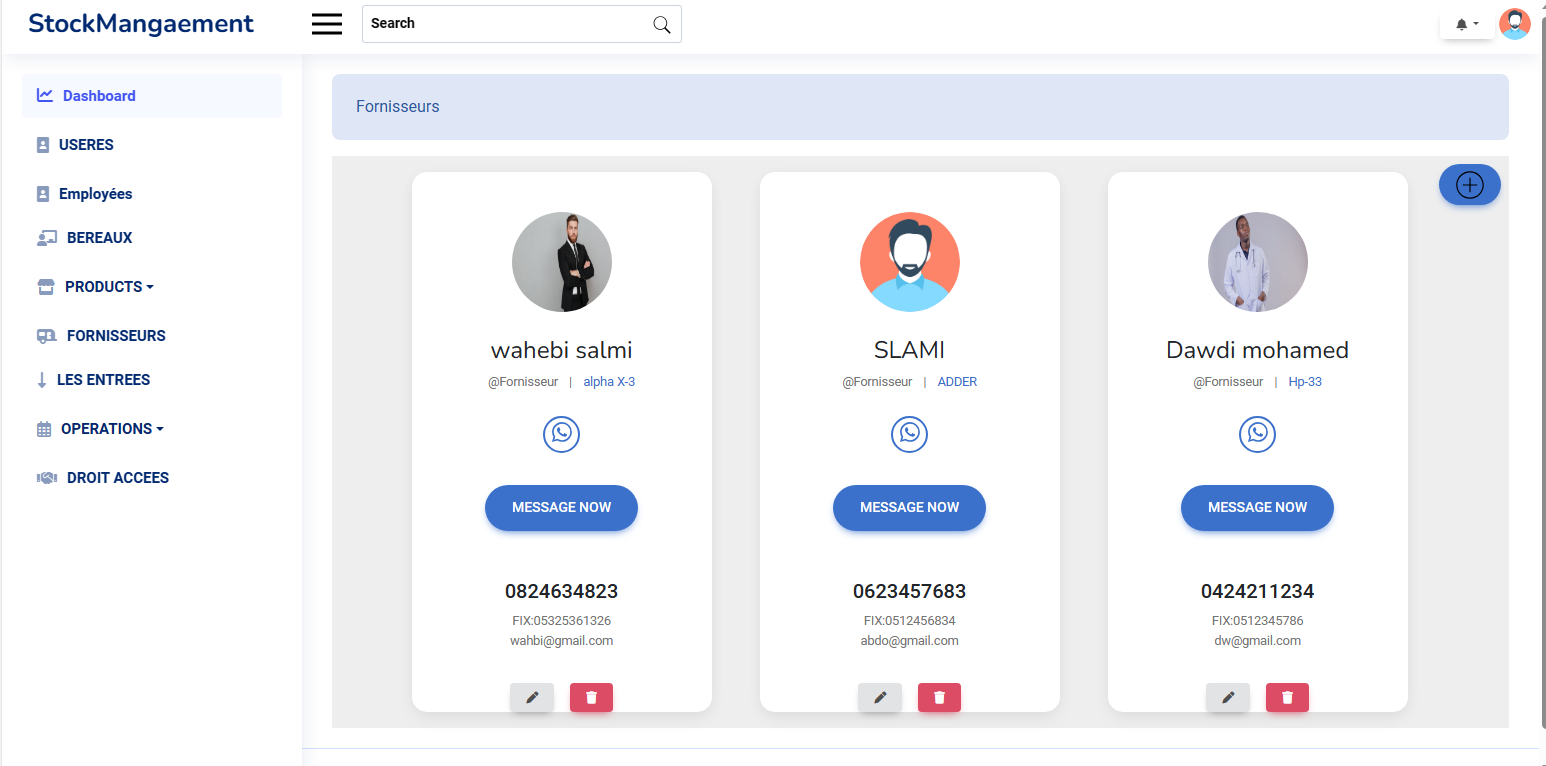 StockMangaement
Search
Dashboard
USERES
Employées
BEREAUX
PRODUCTS
FORNISSEURS
LES ENTREES
OPERATIONS
DROIT ACCEES
Fornisseurs
wahebi salmi
@Fornisseur | alpha X-3
MESSAGE NOW
0824634823
FIX:05325361326
wahbi@gmail.com
SLAMI
@Fornisseur | ADDER
MESSAGE NOW
0623457683
FIX:0512456834
abdo@gmail.com
Dawdi mohamed
@Fornisseur | Hp-33
MESSAGE NOW
0424211234
FIX:0512345786
dw@gmail.com